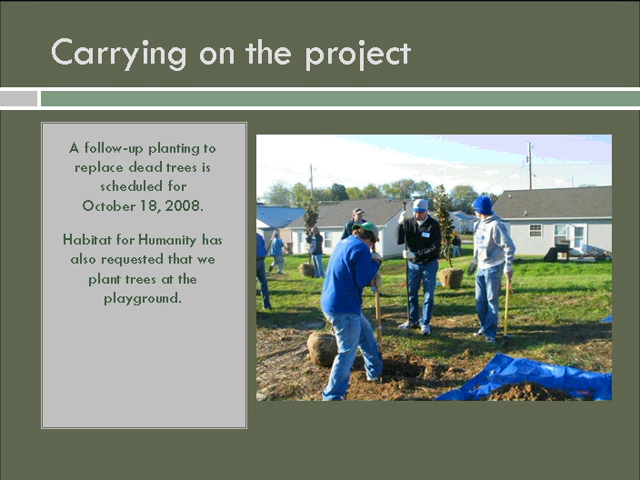 Carrying on the project
A follow-up planting to
replace dead trees is
scheduled for
October 18, 2008.
Habitat for Humanity has
also requested that we
plant trees at the
playground.